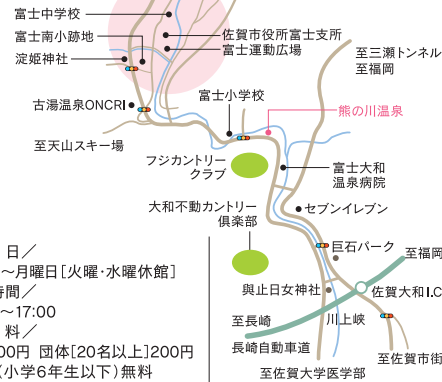 富士中学校
富士南小跡地
淀姫神社
佐賀市役所富士支所
富士運動広場
至三瀬トンネル
至福岡
古湯温泉ONCRI
富士小学校
熊の川温泉
至天山スキー場
フジカントリー
クラブ
富士大和
温泉病院
大和不動カントリー
倶楽部
セブンイレブン
巨石パーク
至福岡
與止日女神社
佐賀大和I.C
至長崎
川上峡
長崎自動車道
至佐賀市街
至佐賀大学医学部
日／
～月曜日[火曜・水曜休館]
時間／
～17:00
料／
00円 団体[20名以上]200円
(小学6年生以下)無料